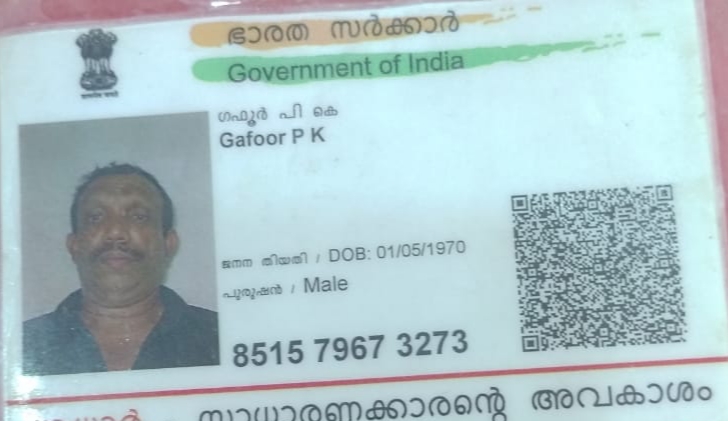 ഭാരത സർക്കാർ
Government of India
ഗഫൂർ പി കെ
Gafoor P K
ജനന തിയതി / DOB: 01/05/1970
പുരുഷൻ / Male
8515 7967 3273
സാധാരണക്കാരന്റെ അവകാശം